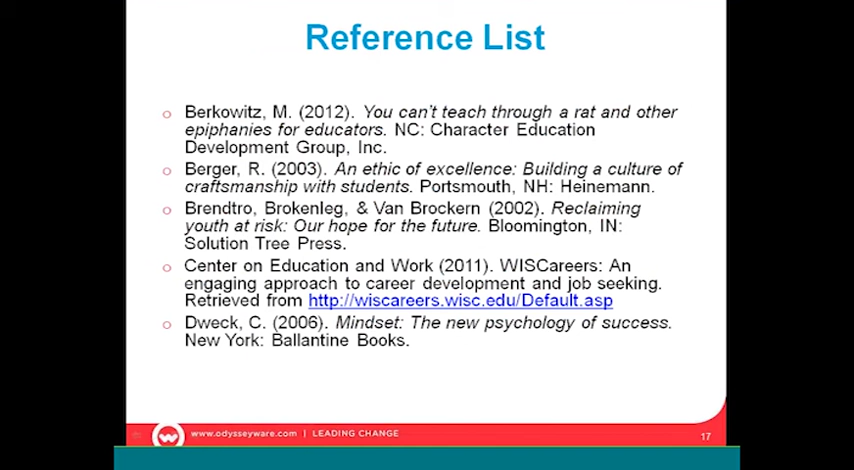 Reference List
Berkowitz, M. (2012). You can't teach through a rat and other
epiphanies for educators. NC: Character Education
Development Group, Inc.
Berger, R. (2003). An ethic of excellence: Building a culture of
craftsmanship with students. Portsmouth, NH: Heinemann.
Brendtro, Brokenleg, & Van Brockern (2002). Reclaiming
youth at risk: Our hope for the future. Bloomington, IN:
Solution Tree Press.
Center on Education and Work (2011). WISCareers: An
engaging approach to career development and job seeking.
Retrieved from http://wiscareers.wisc.edu/Default.asp
Dweck, C. (2006). Mindset: The new psychology of success.
New York: Ballantine Books.
www.odysseyware.com | LEADING CHANGE
17